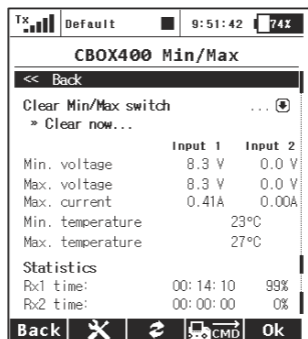 Tx Default 9:51:42 74%
CBOX400 Min/Max
<< Back
Clear Min/Max switch ...
» Clear now...
Input 1 Input 2
Min. voltage 8.3 V 0.0 V
Max. voltage 8.3 V 0.0 V
Max. current 0.41A 0.00A
Min. temperature 23°C
Max. temperature 27°C
Statistics
Rx1 time: 00:14:10 99%
Rx2 time: 00:00:00 0%
Back CMD Ok